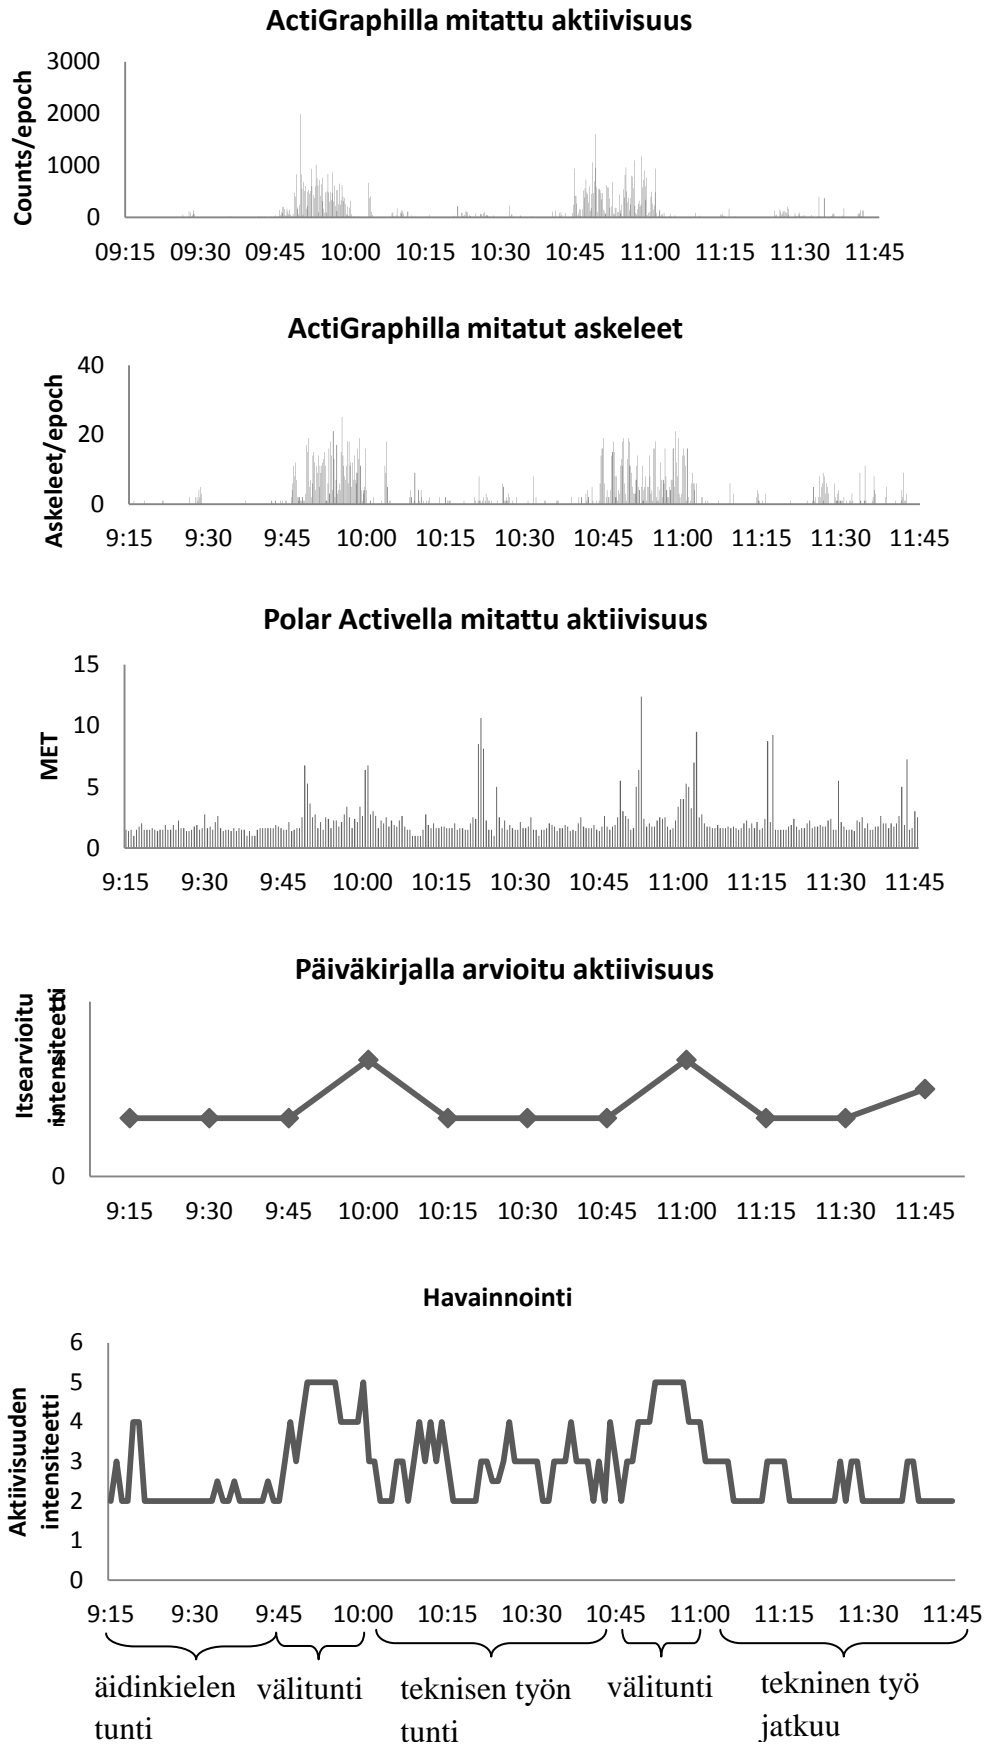 ActiGraphilla mitattu aktiivisuus
Counts/epoch
3000
2000
1000
0
09:15 09:30 09:45 10:00 10:15 10:30 10:45 11:00 11:15 11:30 11:45
ActiGraphilla mitatut askeleet
Askeleet/epoch
40
20
0
9:15 9:30 9:45 10:00 10:15 10:30 10:45 11:00 11:15 11:30 11:45
Polar Activella mitattu aktiivisuus
MET
15
10
5
0
9:15 9:30 9:45 10:00 10:15 10:30 10:45 11:00 11:15 11:30 11:45
Päiväkirjalla arvioitu aktiivisuus
Itsearvioitu
intensiteetti
0
9:15 9:30 9:45 10:00 10:15 10:30 10:45 11:00 11:15 11:30 11:45
Havainnointi
Aktiivisuuden
intensiteetti
6
5
4
3
2
1
0
9:15 9:30 9:45 10:00 10:15 10:30 10:45 11:00 11:15 11:30 11:45
äidinkielen
tunti
välitunti
teknisen työn
tunti
välitunti
tekninen työ
jatkuu